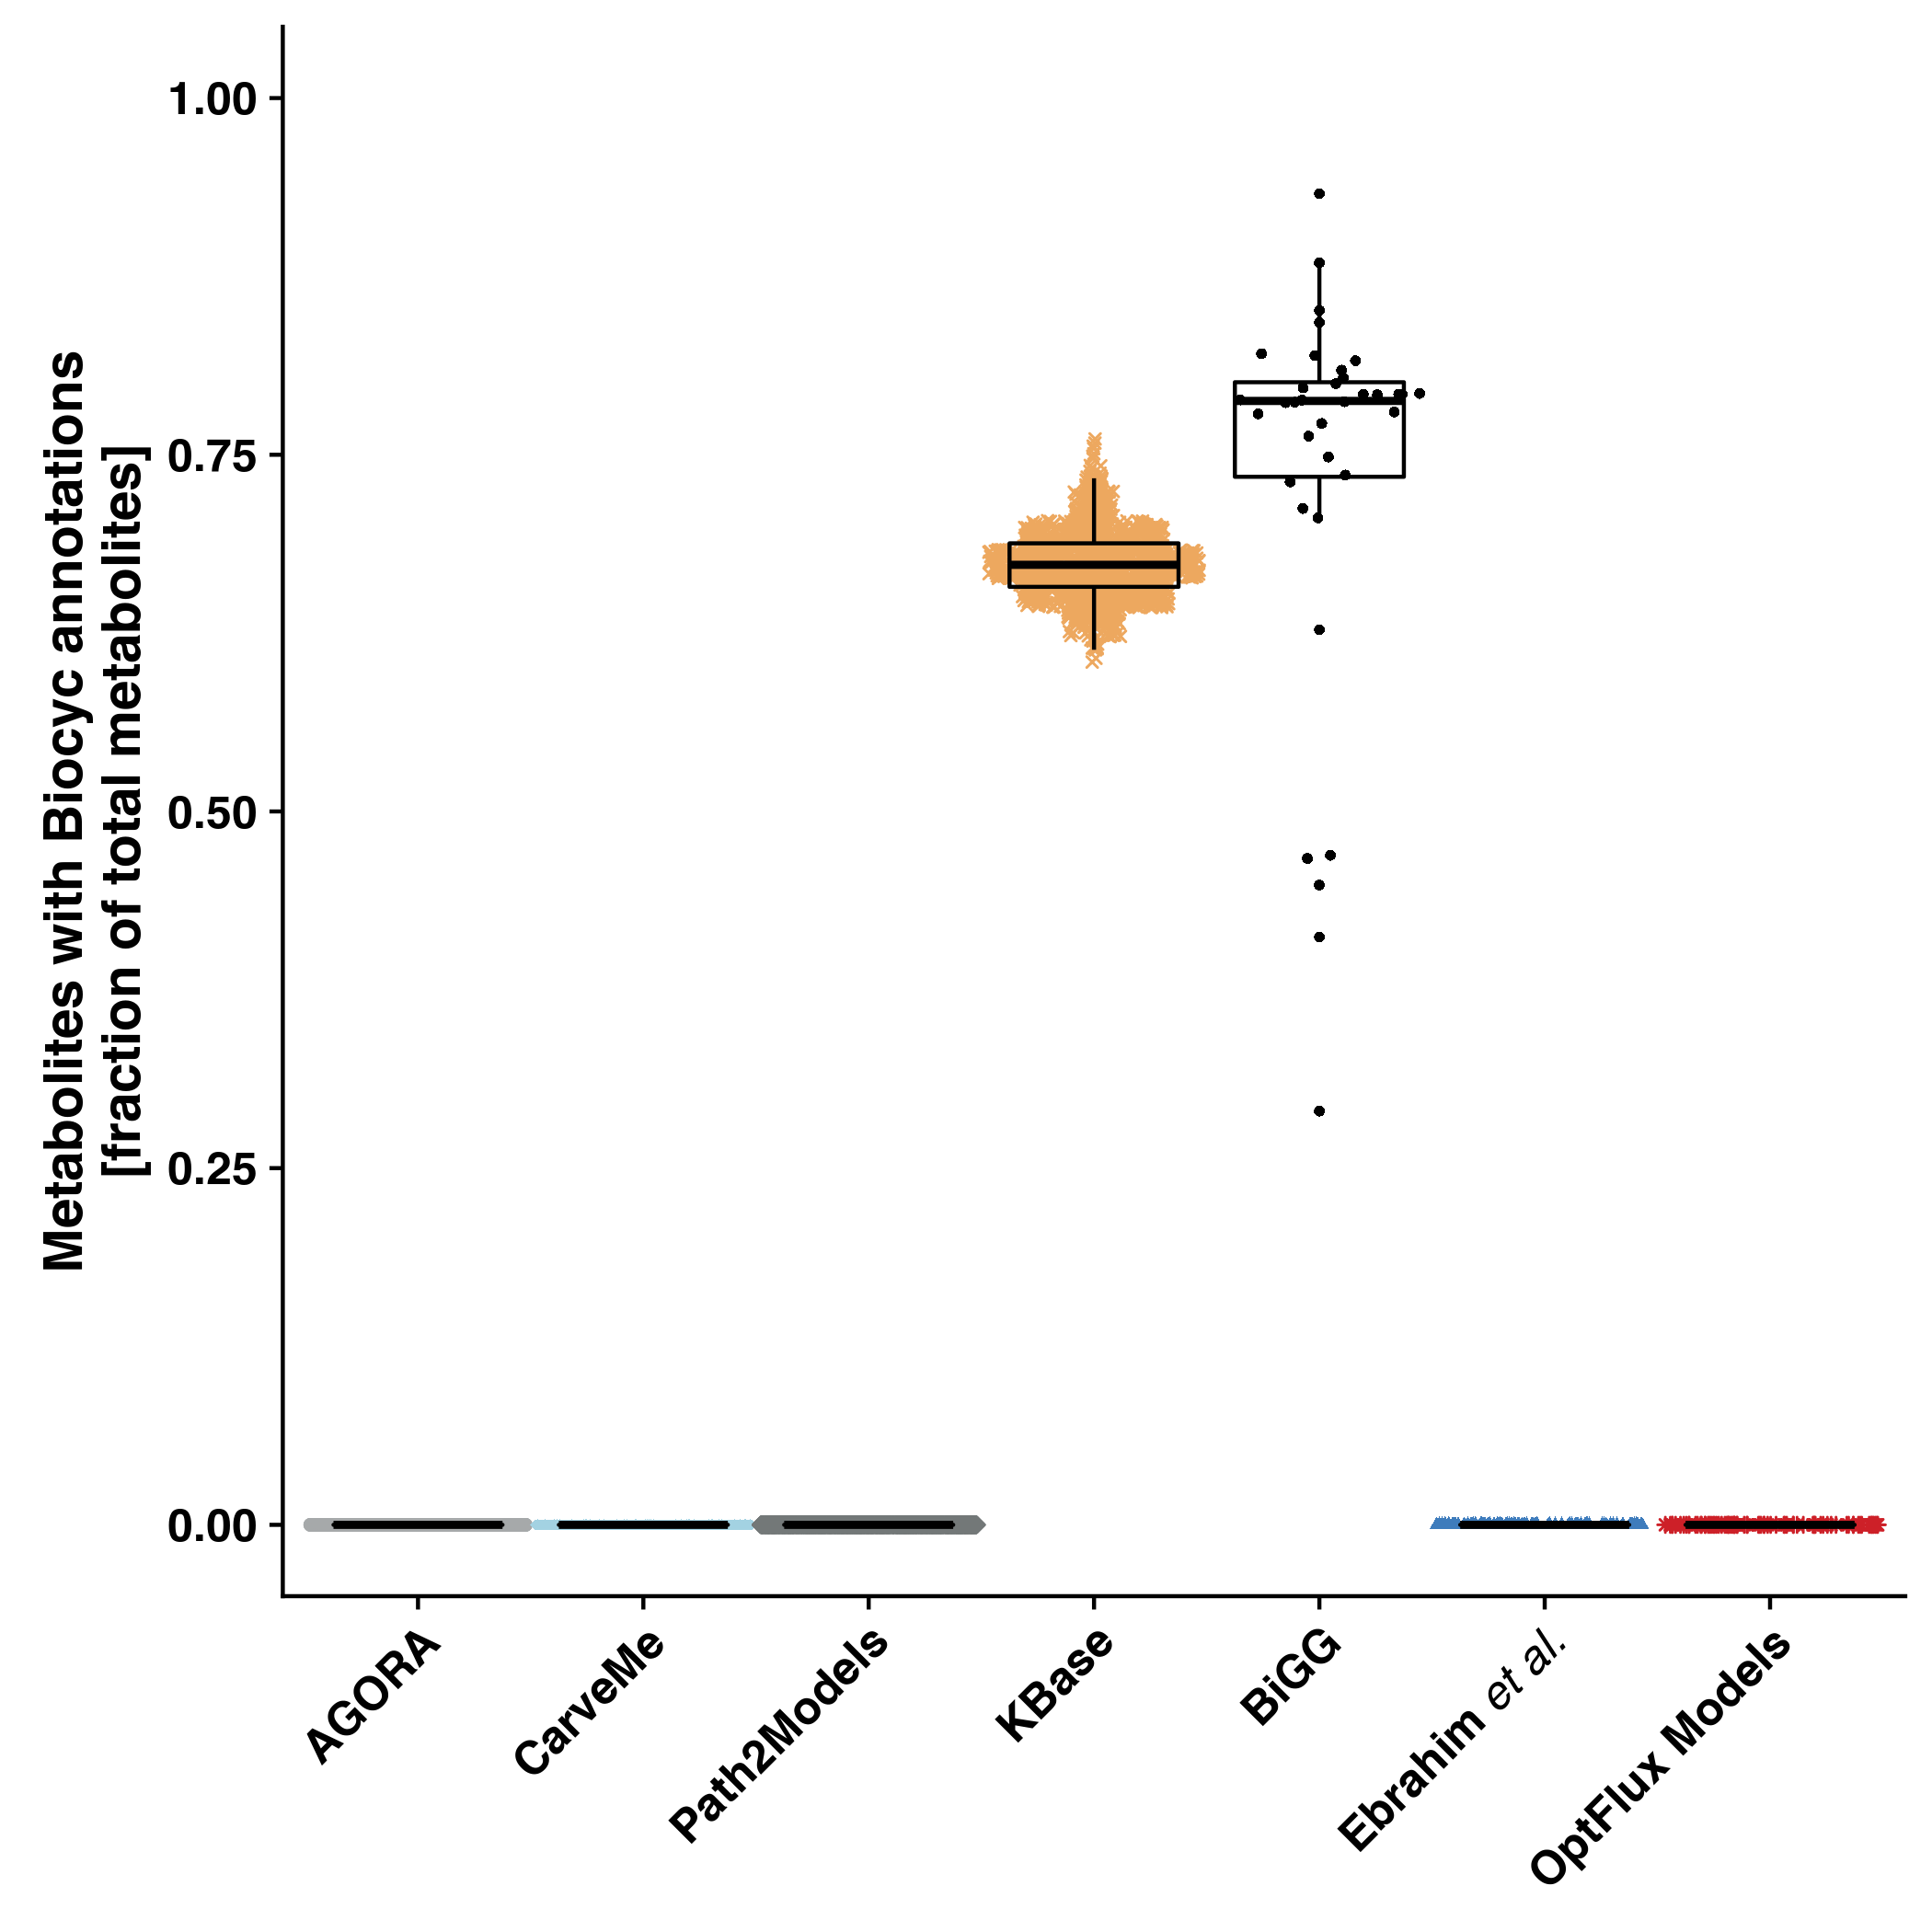 Metabolites with Biocyc annotations
[fraction of total metabolites]
1.00
0.75
0.50
0.25
0.00
AGORA
CarveMe
Path2Models
KBase
BiGG
Ebrahim et al.
OptFlux Models